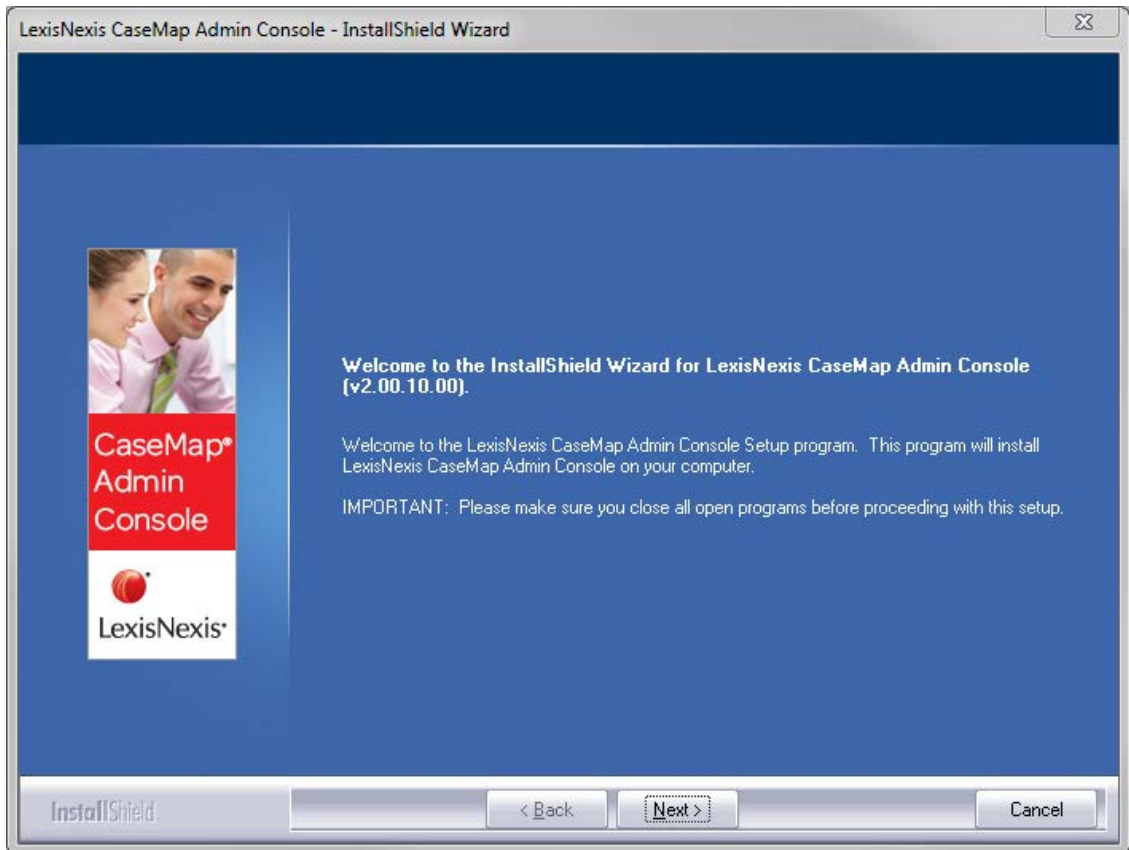 LexisNexis CaseMap Admin Console - InstallShield Wizard
CaseMap®
Admin
Console
LexisNexis®
Welcome to the InstallShield Wizard for LexisNexis CaseMap Admin Console
(v2.00.10.00).
Welcome to the LexisNexis CaseMap Admin Console Setup program.  This program will install
LexisNexis CaseMap Admin Console on your computer.
IMPORTANT:  Please make sure you close all open programs before proceeding with this setup.
InstallShield
< Back
Next >
Cancel